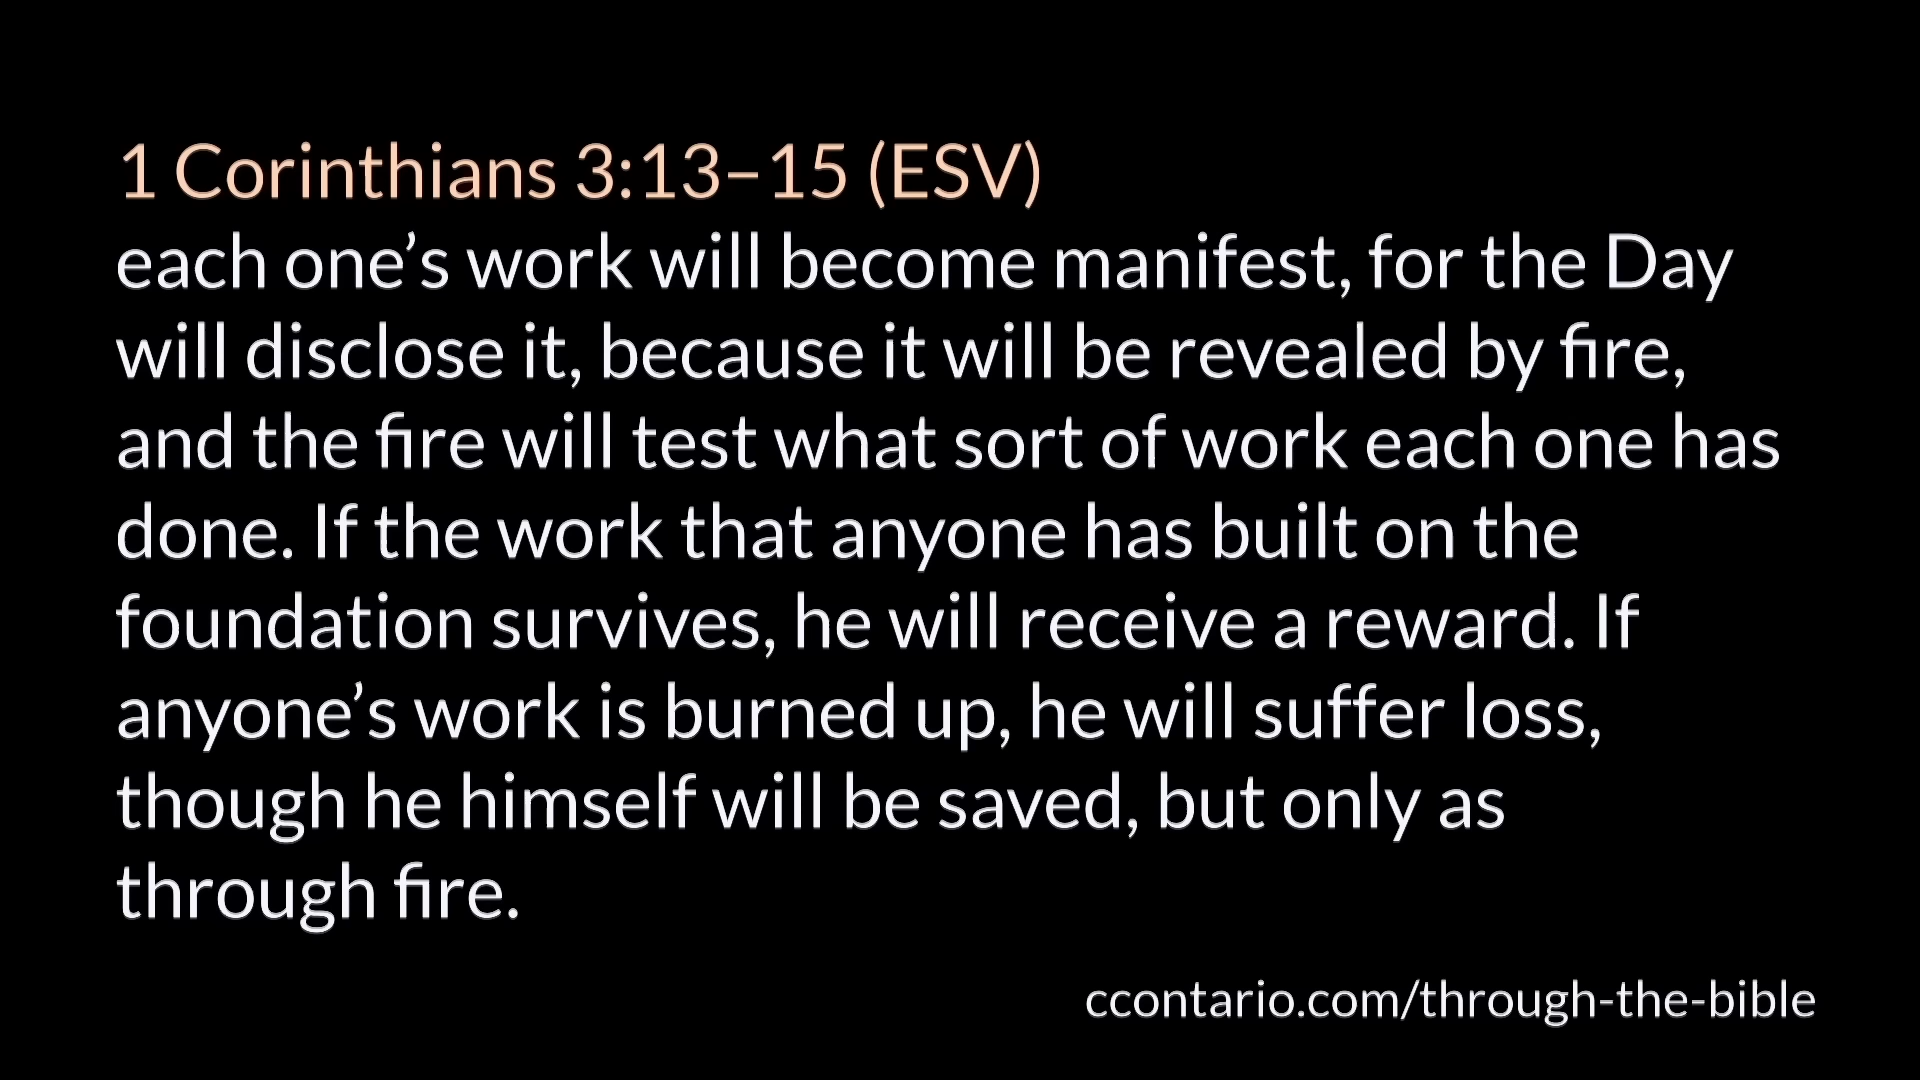 1 Corinthians 3:13–15 (ESV)
each one’s work will become manifest, for the Day
will disclose it, because it will be revealed by fire,
and the fire will test what sort of work each one has
done. If the work that anyone has built on the
foundation survives, he will receive a reward. If
anyone’s work is burned up, he will suffer loss,
though he himself will be saved, but only as
through fire.
ccontario.com/through-the-bible